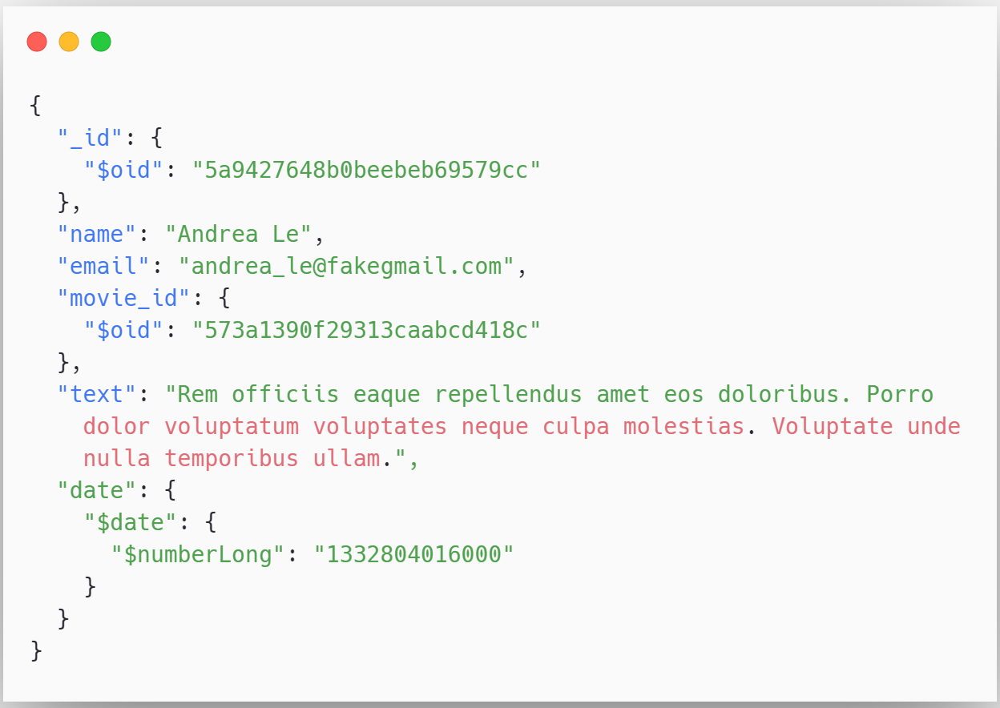 {
  "_id": {
    "$oid": "5a9427648b0beebeb69579cc"
  },
  "name": "Andrea Le",
  "email": "andrea_le@fakegmail.com",
  "movie_id": {
    "$oid": "573a1390f29313caabcd418c"
  },
  "text": "Rem officiis eaque repellendus amet eos doloribus. Porro
    dolor voluptatum voluptates neque culpa molestias. Voluptate unde
    nulla temporibus ullam.",
  "date": {
    "$date": {
      "$numberLong": "1332804016000"
    }
  }
}